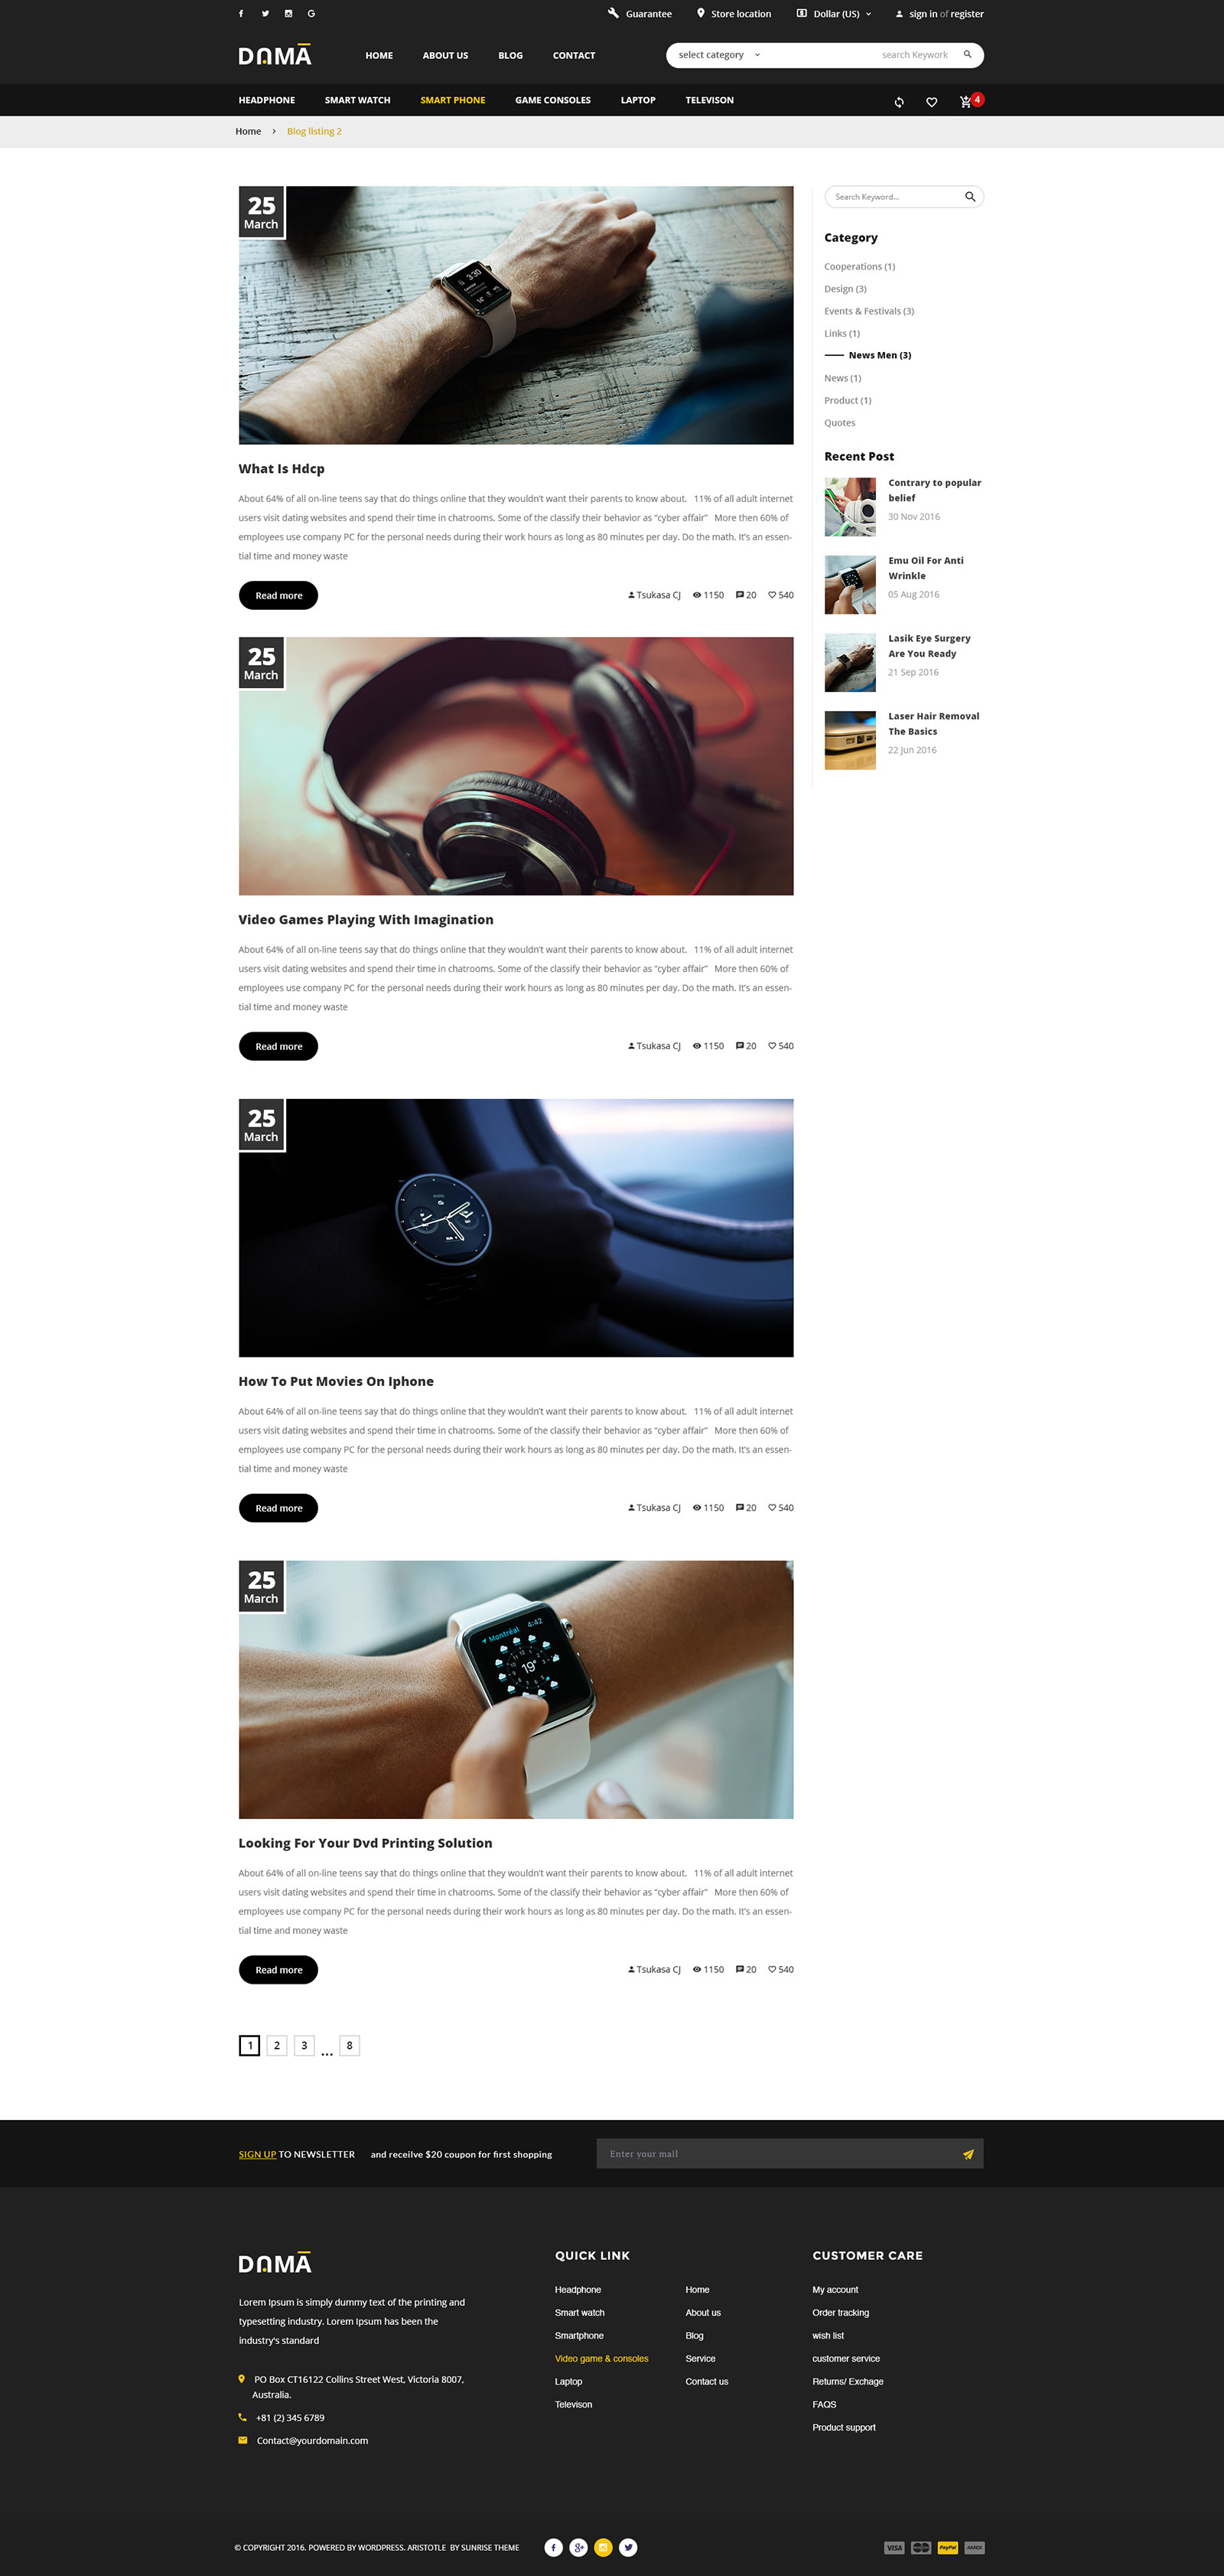 Guarantee
Store location
Dollar (US)
sign in of register
DAMA
HOME
ABOUT US
BLOG
CONTACT
select category
search Keywork
HEADPHONE
SMART WATCH
SMART PHONE
GAME CONSOLES
LAPTOP
TELEVISON
4
Home > Blog listing 2
25
March
3:30
What Is Hdcp
About 64% of all on-line teens say that do things online that they wouldn't want their parents to know about. 11% of all adult internet
users visit dating websites and spend their time in chatrooms. Some of the classify their behavior as "cyber affair" More then 60% of
employees use company PC for the personal needs during their work hours as long as 80 minutes per day. Do the math. It's an essen-
tial time and money waste
Read more
Tsukasa CJ
1150
20
540
25
March
Video Games Playing With Imagination
About 64% of all on-line teens say that do things online that they wouldn't want their parents to know about. 11% of all adult internet
users visit dating websites and spend their time in chatrooms. Some of the classify their behavior as "cyber affair" More then 60% of
employees use company PC for the personal needs during their work hours as long as 80 minutes per day. Do the math. It's an essen-
tial time and money waste
Read more
Tsukasa CJ
1150
20
540
25
March
How To Put Movies On Iphone
About 64% of all on-line teens say that do things online that they wouldn't want their parents to know about. 11% of all adult internet
users visit dating websites and spend their time in chatrooms. Some of the classify their behavior as "cyber affair" More then 60% of
employees use company PC for the personal needs during their work hours as long as 80 minutes per day. Do the math. It's an essen-
tial time and money waste
Read more
Tsukasa CJ
1150
20
540
25
March
Montréal 4:42
19°
Looking For Your Dvd Printing Solution
About 64% of all on-line teens say that do things online that they wouldn't want their parents to know about. 11% of all adult internet
users visit dating websites and spend their time in chatrooms. Some of the classify their behavior as "cyber affair" More then 60% of
employees use company PC for the personal needs during their work hours as long as 80 minutes per day. Do the math. It's an essen-
tial time and money waste
Read more
Tsukasa CJ
1150
20
540
1 2 3 ... 8
Search Keyword...
Category
Cooperations (1)
Design (3)
Events & Festivals (3)
Links (1)
News Men (3)
News (1)
Product (1)
Quotes
Recent Post
Contrary to popular
belief
30 Nov 2016
Emu Oil For Anti
Wrinkle
05 Aug 2016
Lasik Eye Surgery
Are You Ready
21 Sep 2016
Laser Hair Removal
The Basics
22 Jun 2016
SIGN UP TO NEWSLETTER and receilve $20 coupon for first shopping
Enter your mail
DAMA
Lorem Ipsum is simply dummy text of the printing and
typesetting industry. Lorem Ipsum has been the
industry's standard
PO Box CT16122 Collins Street West, Victoria 8007,
Australia.
+81 (2) 345 6789
Contact@yourdomain.com
QUICK LINK
Headphone
Smart watch
Smartphone
Video game & consoles
Laptop
Televison
Home
About us
Blog
Service
Contact us
CUSTOMER CARE
My account
Order tracking
wish list
customer service
Returns/ Exchage
FAQS
Product support
© COPYRIGHT 2016. POWERED BY WORDPRESS. ARISTOTLE BY SUNRISE THEME
VISA
PayPal